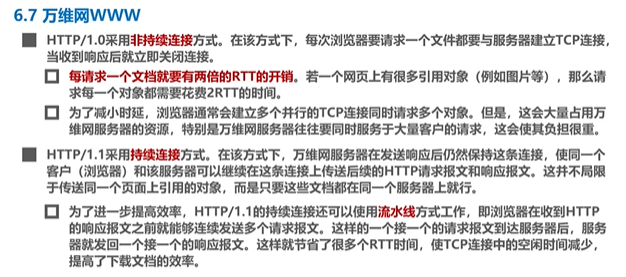 6.7 万维网WWW
HTTP/1.0采用非持续连接方式。在该方式下，每次浏览器要请求一个文件都要与服务器建立TCP连接，
当收到响应后就立即关闭连接。
每请求一个文档就要有两倍的RTT的开销。若一个网页上有很多引用对象（例如图片等），那么请
求每一个对象都需要花费2RTT的时间。
为了减小时延，浏览器通常会建立多个并行的TCP连接同时请求多个对象。但是，这会大量占用万
维网服务器的资源，特别是万维网服务器往往要同时服务于大量客户的请求，这会使其负担很重。
HTTP/1.1采用持续连接方式。在该方式下，万维网服务器在发送响应后仍然保持这条连接，使同一个
客户（浏览器）和该服务器可以继续在这条连接上传送后续的HTTP请求报文和响应报文。这并不局限
于传送同一个页面上引用的对象，而是只要这些文档都在同一个服务器上就行。
为了进一步提高效率，HTTP/1.1的持续连接还可以使用流水线方式工作，即浏览器在收到HTTP
的响应报文之前就能够连续发送多个请求报文。这样的一个接一个的请求报文到达服务器后，服
务器就发回一个接一个的响应报文。这样就节省了很多个RTT时间，使TCP连接中的空闲时间减少，
提高了下载文档的效率。